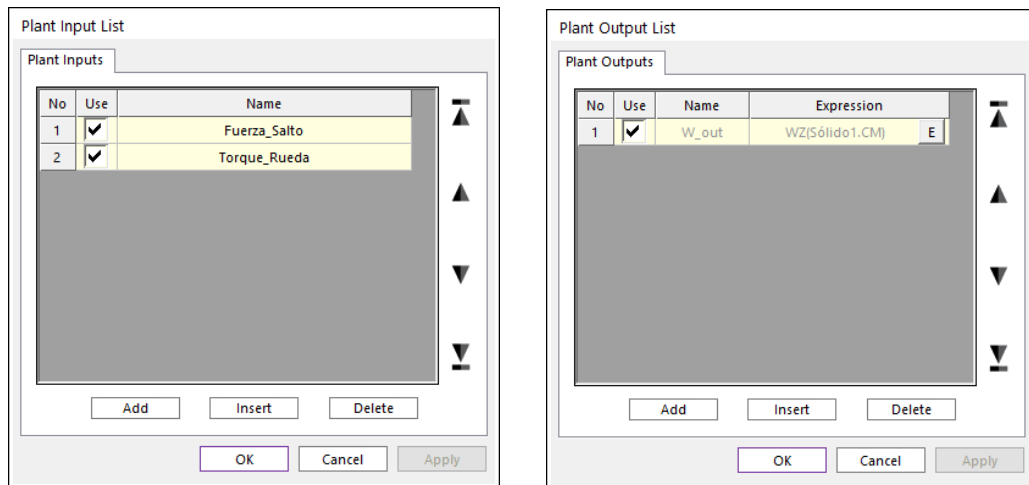 Plant Input List
Plant Inputs
No Use Name
1 Fuerza_Salto
2 Torque_Rueda
Add Insert Delete
OK Cancel Apply
Plant Output List
Plant Outputs
No Use Name Expression
1 W_out WZ(Sólido1.CM) E
Add Insert Delete
OK Cancel Apply